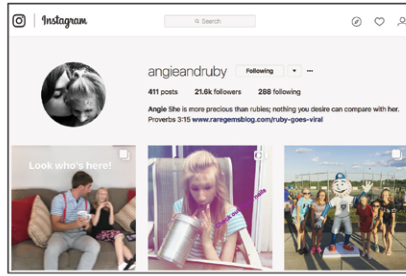 Instagram
Search
angieandruby Following
411 posts 21.6k followers 288 following
Angie She is more precious than rubies; nothing you desire can compare with her.
Proverbs 3:15 www.raregemsblog.com/ruby-goes-viral
Look who's here!